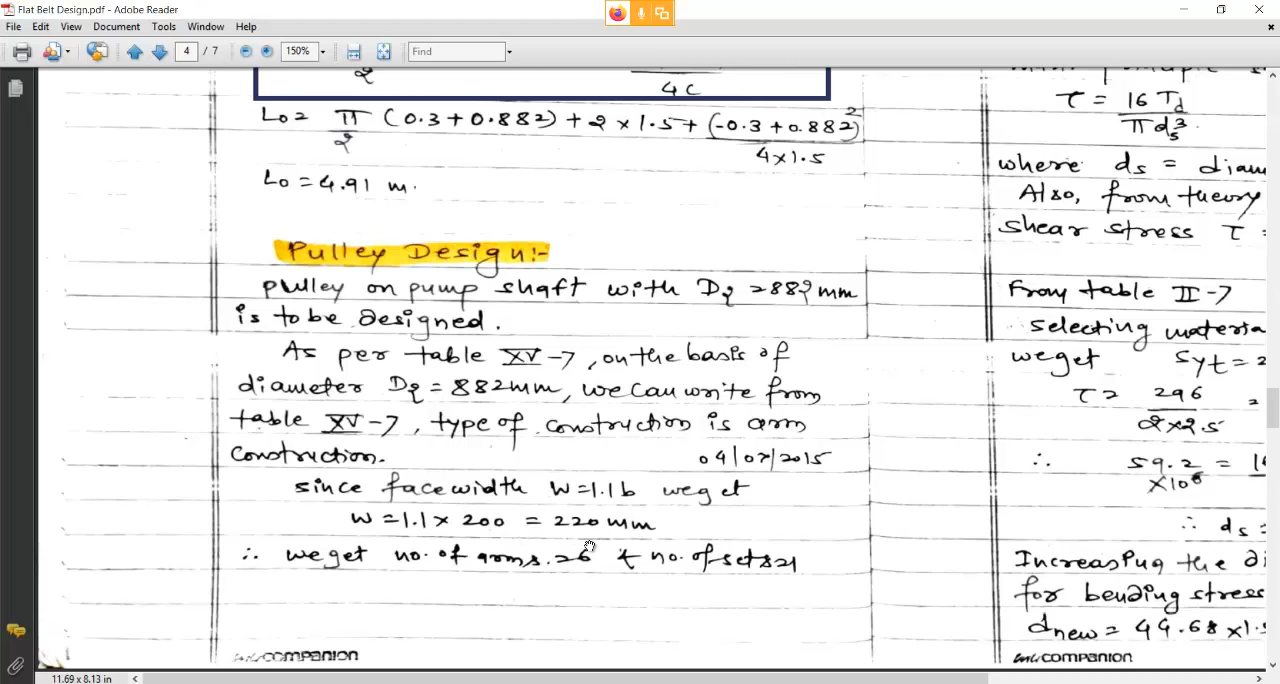 Flat Belt Design.pdf - Adobe Reader
File Edit View Document Tools Window Help
4 / 7 150% Find
2
4C
Lo = π/2 (0.3 + 0.882) + 2 × 1.5 + (-0.3 + 0.882)²
4 × 1.5
Lo = 4.91 m.
Pulley Design:-
pulley on pump shaft with D2 = 882 mm
is to be designed.
As per table XV-7, on the basis of
diameter D2 = 882mm, we can write from
table XV-7, type of construction is arm
construction. 04/07/2015
since facewidth W = 1.1b we get
W = 1.1 × 200 = 220 mm
∴ we get no. of arms = 6 & no. of sets = 1
COMPANION
τ = 16 Td
πds³
where ds = diam
Also, from theory
shear stress τ =
From table II-7
selecting materia
we get Syt = 2
τ = 296 =
2×2.5
∴ 59.2 = 16
×10⁶
∴ ds =
Increasing the di
for bending stress
dnew = 44.68 × 1.
COMPANION
11.69 x 8.13 in